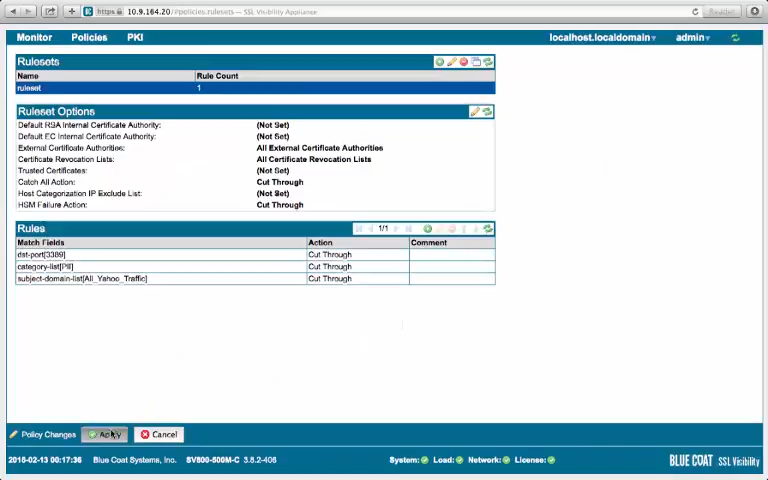 https 10.9.164.20/#policies.rulesets — SSL Visibility Appliance Reader
Monitor Policies PKI localhost.localdomain admin
Rulesets
Name Rule Count
ruleset 1
Ruleset Options
Default RSA Internal Certificate Authority: (Not Set)
Default EC Internal Certificate Authority: (Not Set)
External Certificate Authorities: All External Certificate Authorities
Certificate Revocation Lists: All Certificate Revocation Lists
Trusted Certificates: (Not Set)
Catch All Action: Cut Through
Host Categorization IP Exclude List: (Not Set)
HSM Failure Action: Cut Through
Rules 1/1
Match Fields Action Comment
dst-port[3389] Cut Through
category-list[PII] Cut Through
subject-domain-list[All_Yahoo_Traffic] Cut Through
Policy Changes Apply Cancel
2016-02-13 00:17:36 Blue Coat Systems, Inc. SV800-500M-C 3.8.2-406 System: Load: Network: License: BLUE COAT SSL Visibility